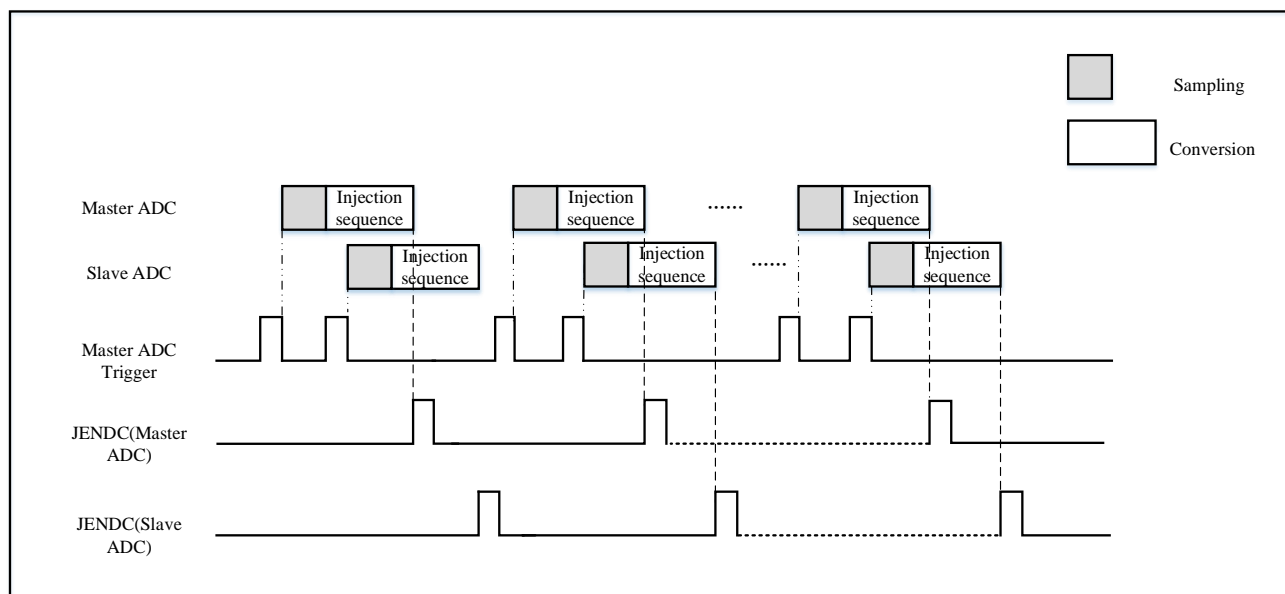 Sampling
Conversion
Master ADC
Injection
sequence
Injection
sequence
......
Injection
sequence
Slave ADC
Injection
sequence
Injection
sequence
......
Injection
sequence
Master ADC
Trigger
JENDC(Master
ADC)
JENDC(Slave
ADC)